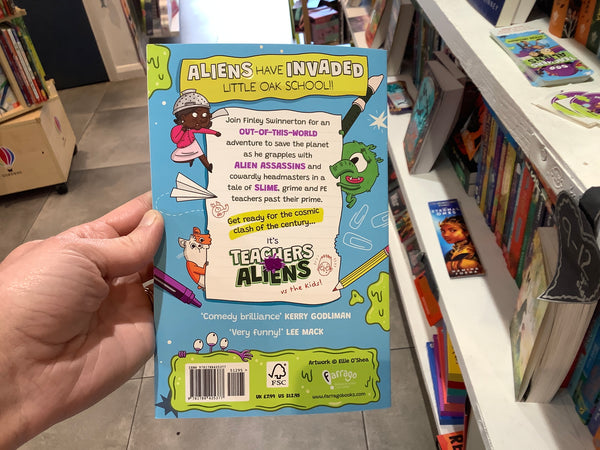 ALIENS HAVE INVADED
LITTLE OAK SCHOOL!!
Join Finley Swinnerton for an
OUT-OF-THIS-WORLD
adventure to save the planet
as he grapples with
ALIEN ASSASSINS and
cowardly headmasters in a
tale of SLIME, grime and PE
teachers past their prime.
Get ready for the cosmic
clash of the century...
It's
TEACHERS
ALIENS
vs the kids!
'Comedy brilliance' KERRY GODLIMAN
'Very funny!' LEE MACK
51295
FSC
UK £7.99 US $12.95
Artwork © Ellie O'Shea
farrago
www.farragobooks.com